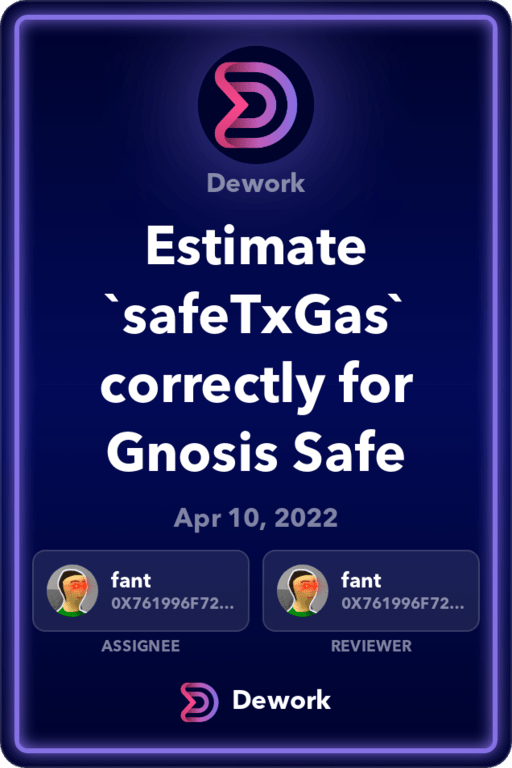 Dework
Estimate
`safeTxGas`
correctly for
Gnosis Safe
Apr 10, 2022
fant
0X761996F72...
ASSIGNEE
fant
0X761996F72...
REVIEWER
Dework